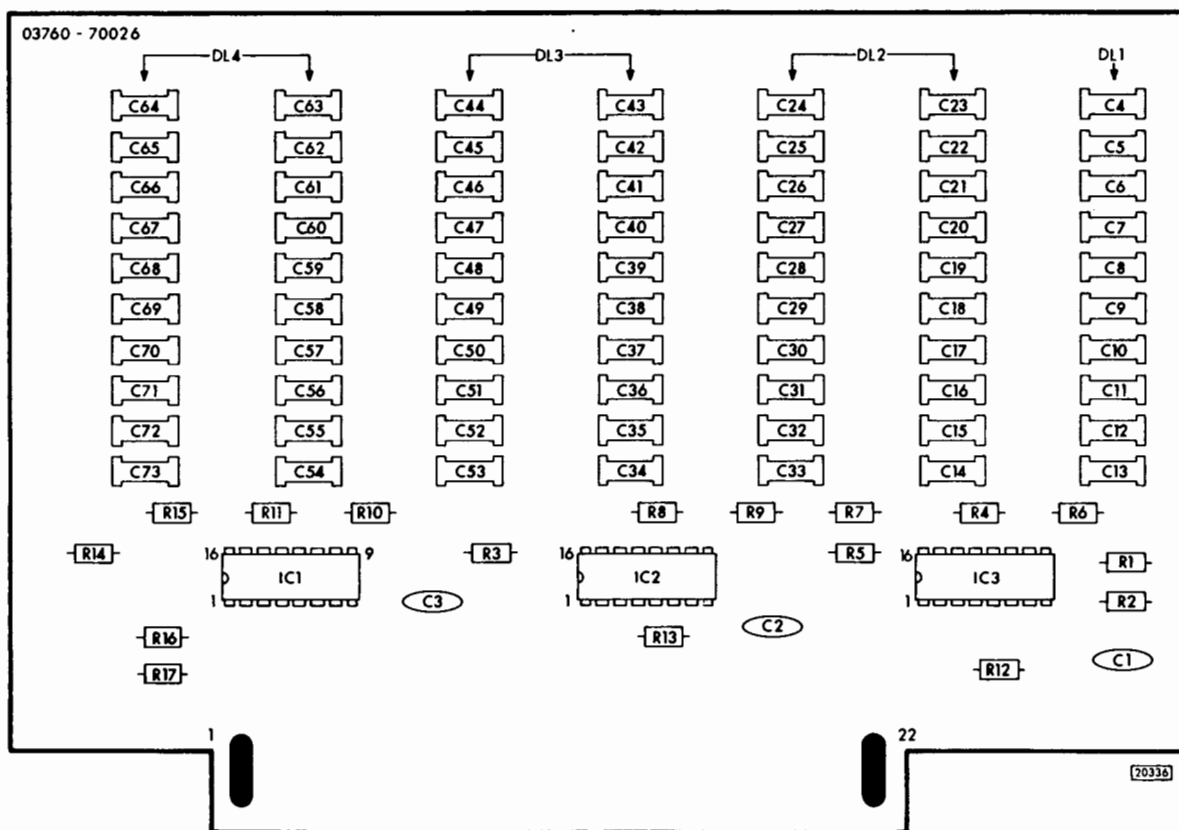 03760 - 70026
DL4 DL3 DL2 DL1
C64 C63 C44 C43 C24 C23 C4
C65 C62 C45 C42 C25 C22 C5
C66 C61 C46 C41 C26 C21 C6
C67 C60 C47 C40 C27 C20 C7
C68 C59 C48 C39 C28 C19 C8
C69 C58 C49 C38 C29 C18 C9
C70 C57 C50 C37 C30 C17 C10
C71 C56 C51 C36 C31 C16 C11
C72 C55 C52 C35 C32 C15 C12
C73 C54 C53 C34 C33 C14 C13
R15 R11 R10 R8 R9 R7 R4 R6
R14 16 9 R3 16 R5 16 R1
IC1 IC2 IC3
1 C3 1 1 R2
R16 R13 C2
R17 R12 C1
1 22
20336